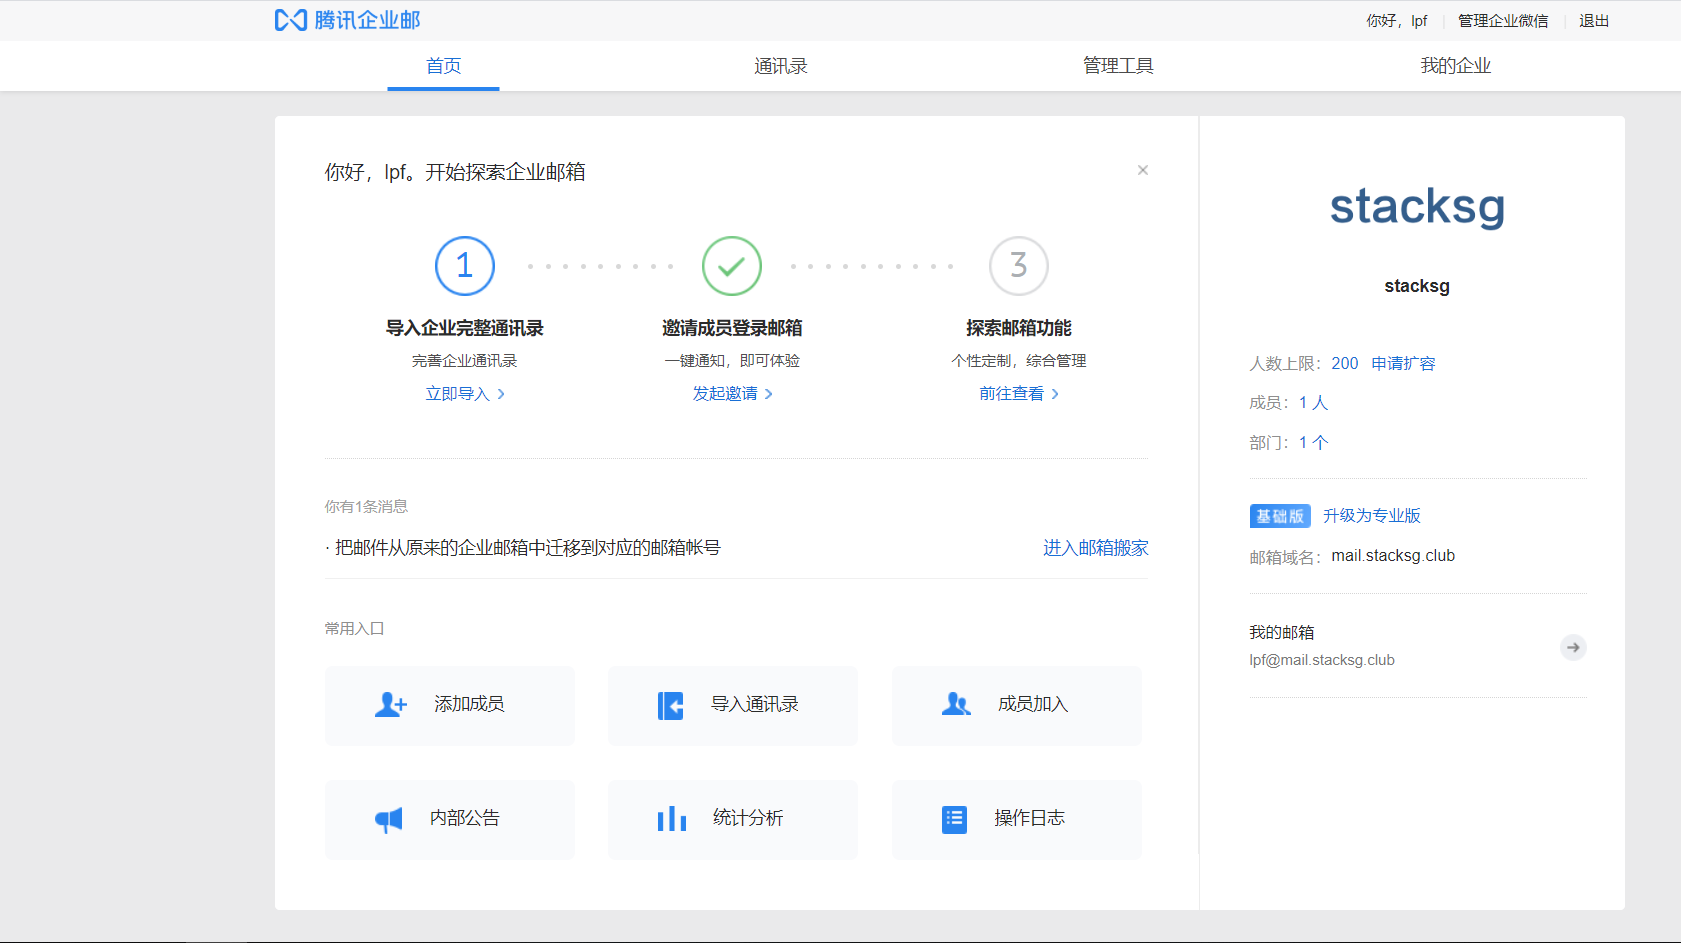 腾讯企业邮
你好，lpf 管理企业微信 退出
首页 通讯录 管理工具 我的企业
你好，lpf。开始探索企业邮箱
1 3
导入企业完整通讯录 邀请成员登录邮箱 探索邮箱功能
完善企业通讯录 一键通知，即可体验 个性定制，综合管理
立即导入 发起邀请 前往查看
你有1条消息
· 把邮件从原来的企业邮箱中迁移到对应的邮箱帐号 进入邮箱搬家
常用入口
添加成员 导入通讯录 成员加入
内部公告 统计分析 操作日志
stacksg
stacksg
人数上限：200 申请扩容
成员：1 人
部门：1 个
基础版 升级为专业版
邮箱域名：mail.stacksg.club
我的邮箱
lpf@mail.stacksg.club